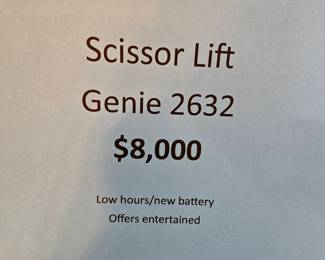 Scissor Lift
Genie 2632
$8,000
Low hours/new battery
Offers entertained